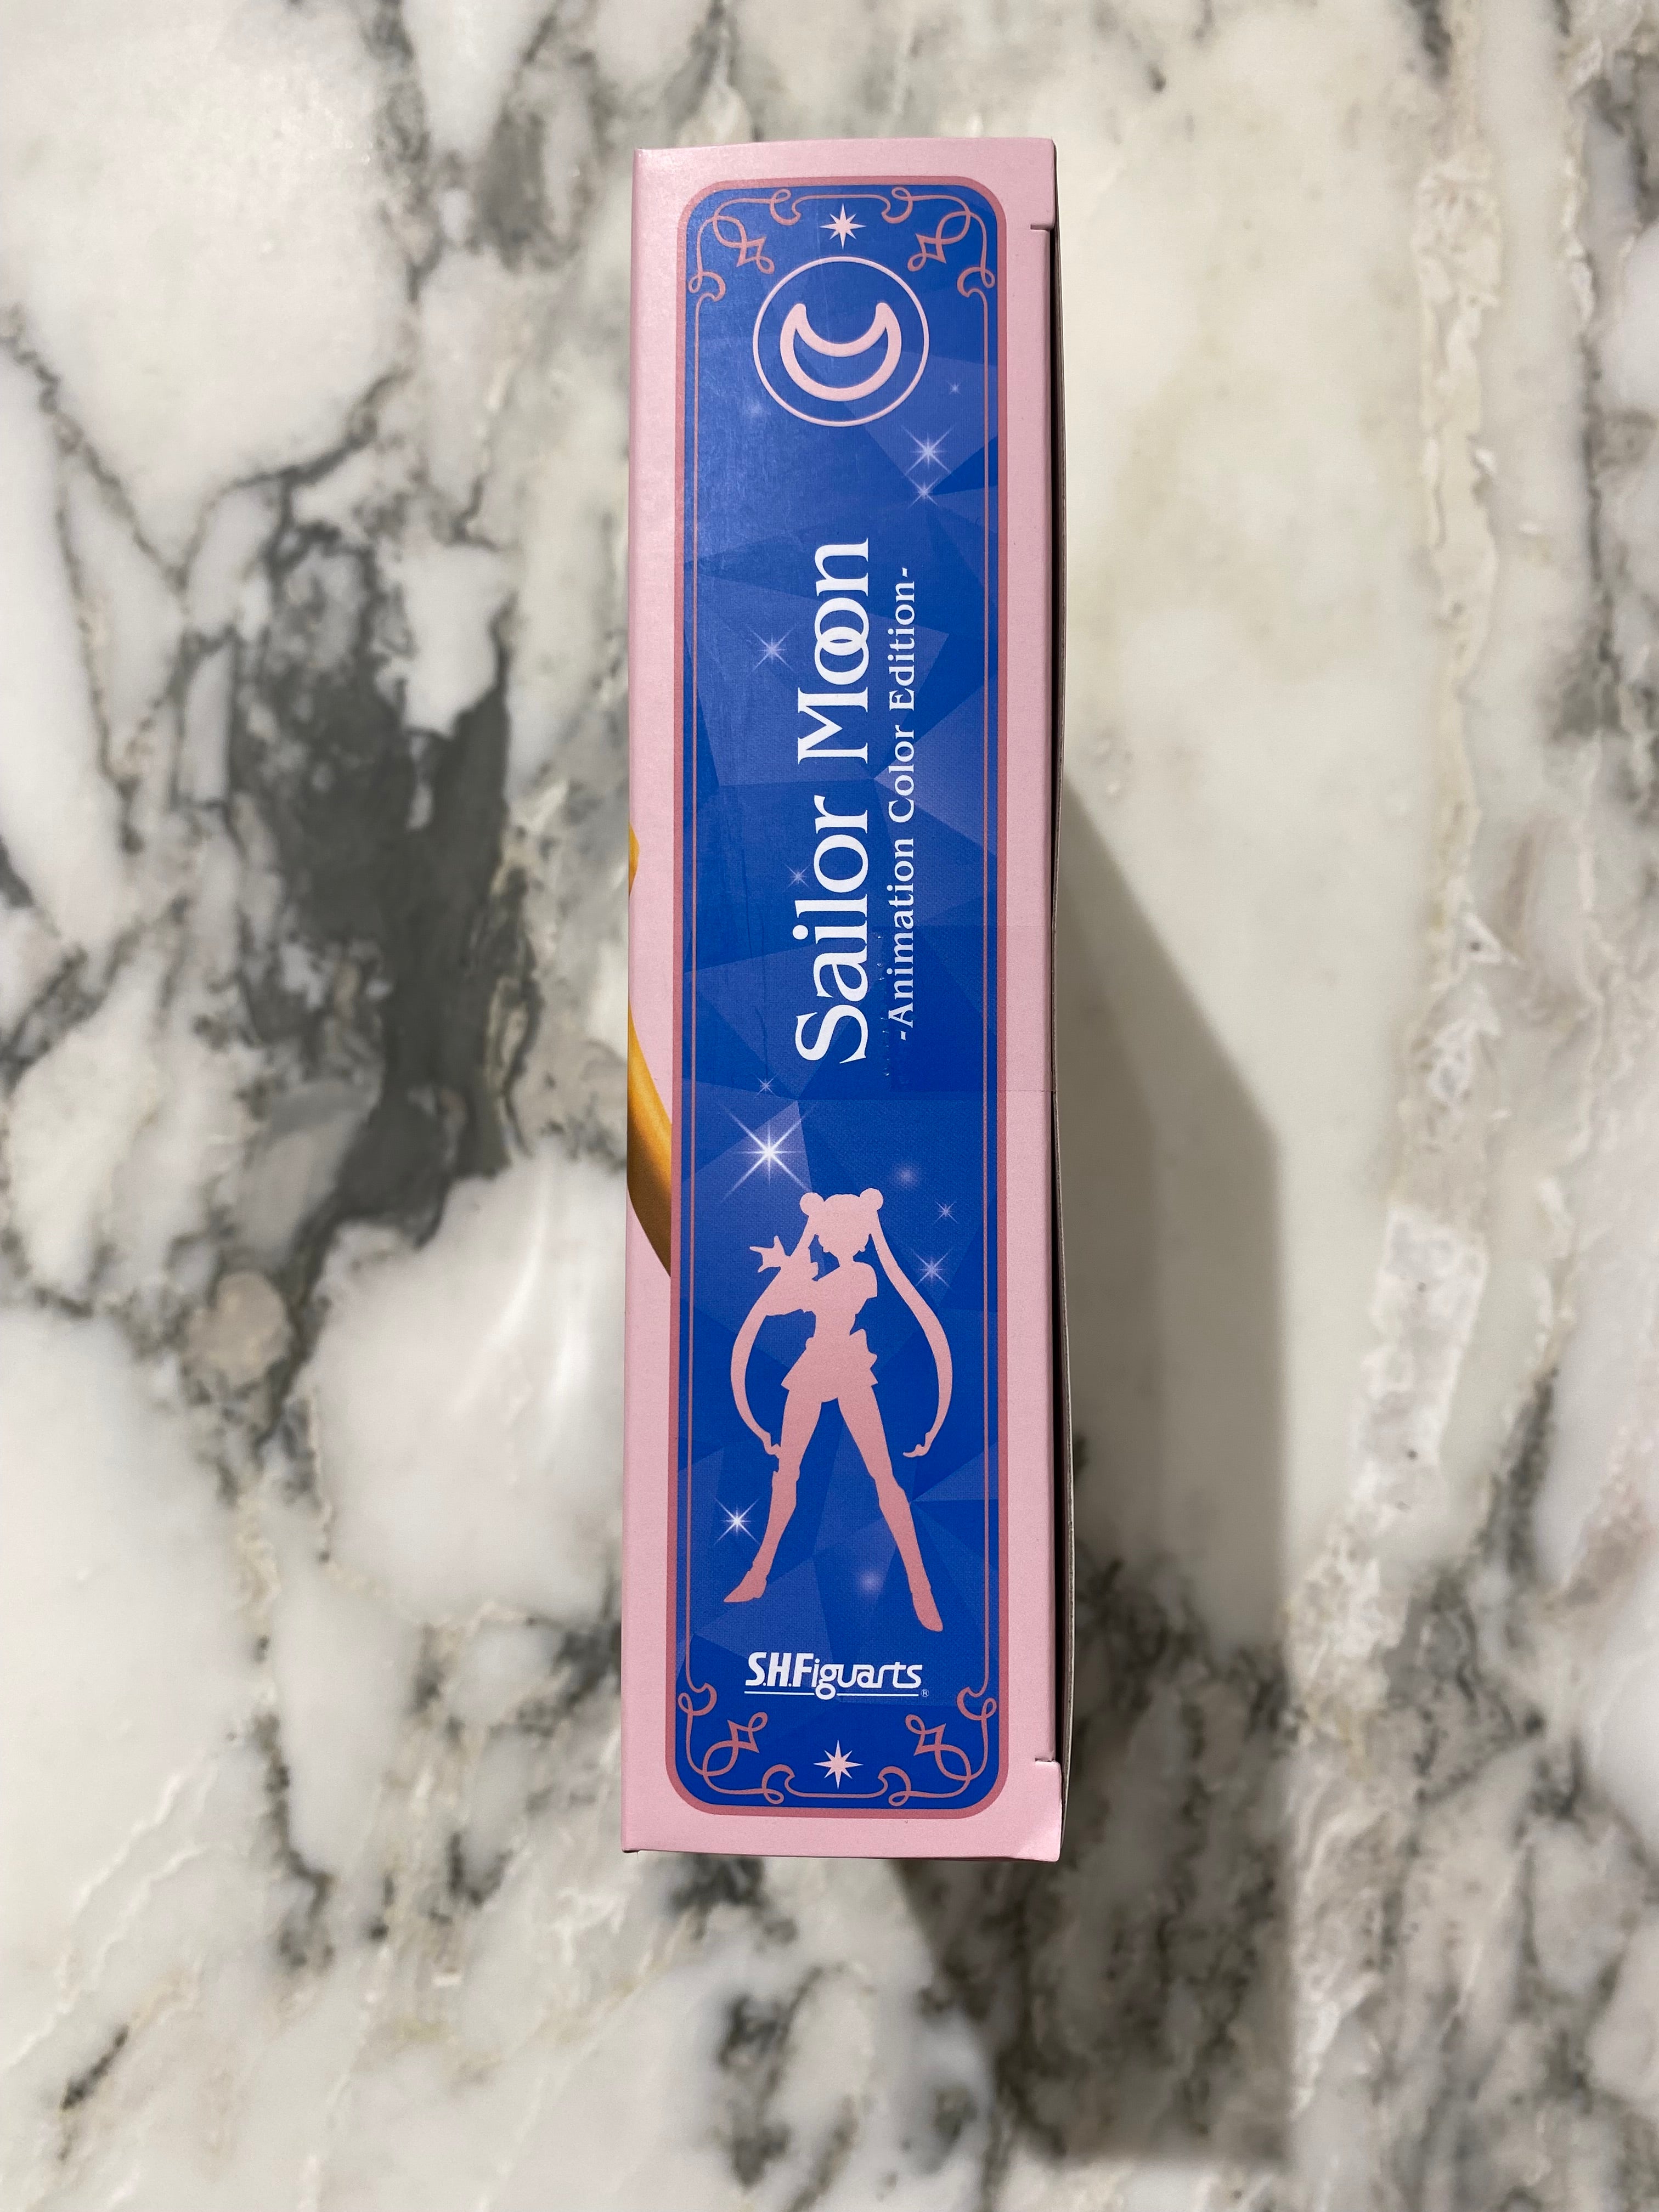 Sailor Moon
-Animation Color Edition-
S.H.Figuarts®